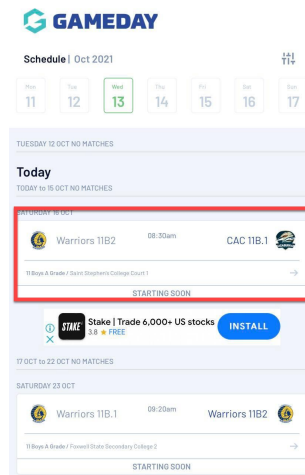 GAMEDAY
Schedule | Oct 2021
Mon Tue Wed Thu Fri Sat Sun
11 12 13 14 15 16 17
TUESDAY 12 OCT NO MATCHES
Today
TODAY to 15 OCT NO MATCHES
SATURDAY 16 OCT
Warriors 11B2 08:30am CAC 11B.1
11 Boys A Grade / Saint Stephen's College Court 1
STARTING SOON
STAKE Stake | Trade 6,000+ US stocks INSTALL
3.8 ★ FREE
17 OCT to 22 OCT NO MATCHES
SATURDAY 23 OCT
Warriors 11B.1 09:20am Warriors 11B2
11 Boys A Grade / Foxwell State Secondary College 2
STARTING SOON